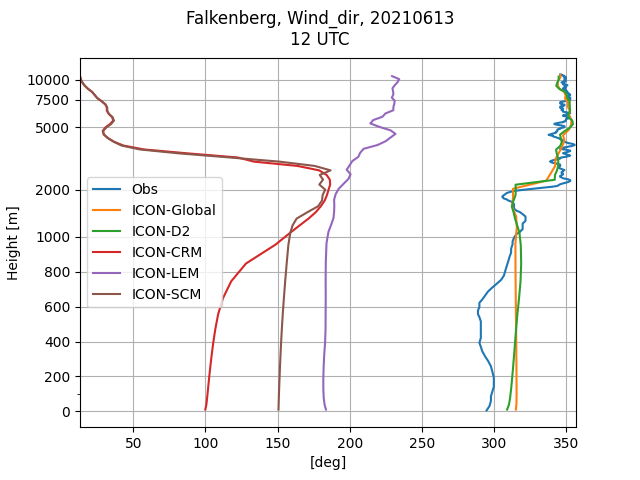 Falkenberg, Wind_dir, 20210613
12 UTC
10000
7500
5000
2000
1000
800
600
400
200
0
Height [m]
Obs
ICON-Global
ICON-D2
ICON-CRM
ICON-LEM
ICON-SCM
50
100
150
200
250
300
350
[deg]